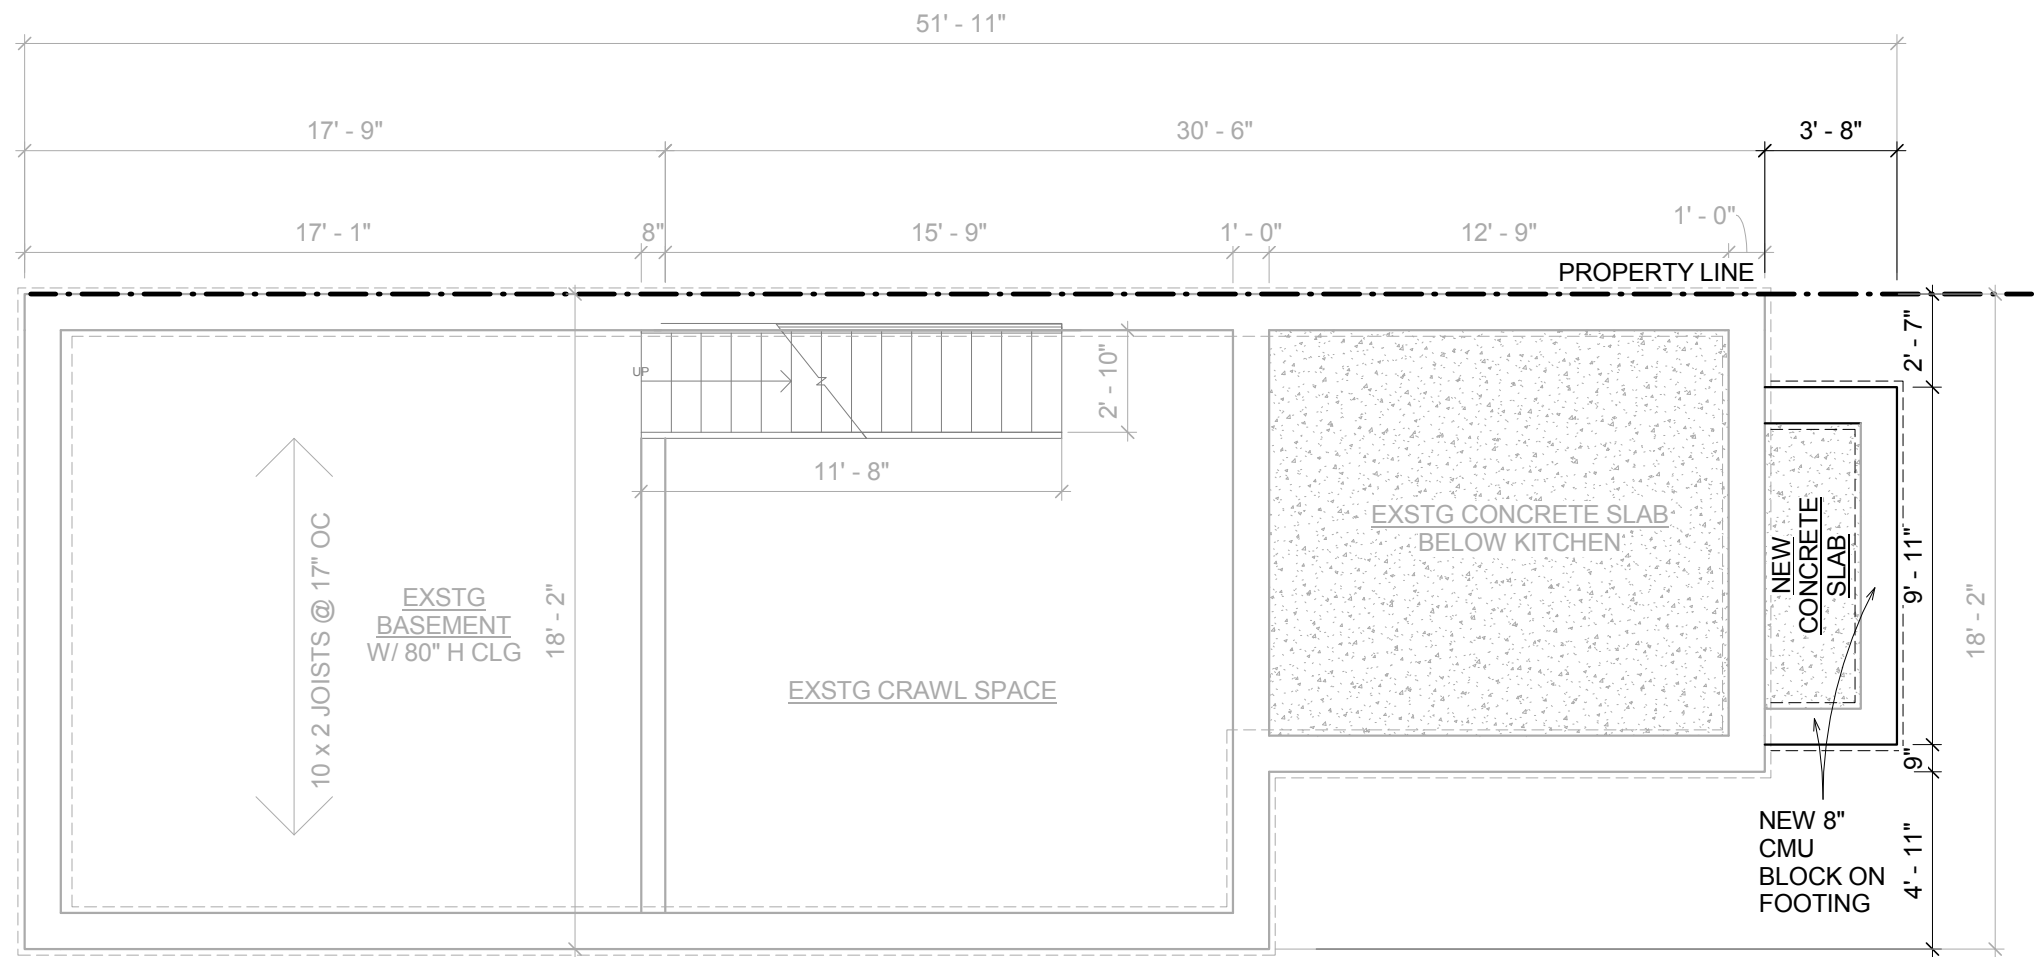 51' - 11"
17' - 9"
30' - 6"
3' - 8"
17' - 1"
8"
15' - 9"
1' - 0"
12' - 9"
1' - 0"
PROPERTY LINE
2' - 7"
UP
2' - 10"
11' - 8"
10 x 2 JOISTS @ 17" OC
EXSTG
BASEMENT
W/ 80" H CLG
18' - 2"
EXSTG CRAWL SPACE
EXSTG CONCRETE SLAB
BELOW KITCHEN
NEW
CONCRETE
SLAB
9' - 11"
18' - 2"
9"
4' - 11"
NEW 8"
CMU
BLOCK ON
FOOTING